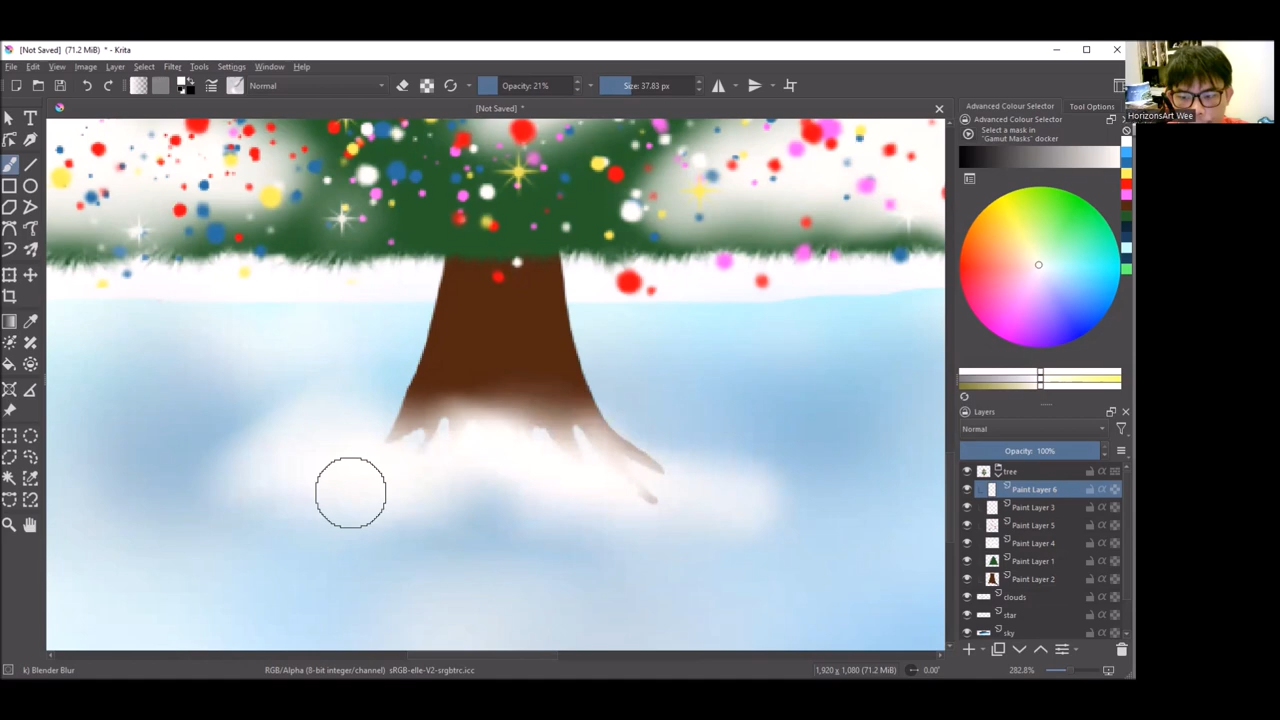 [Not Saved] (71.2 MiB) * - Krita
File Edit View Image Layer Select Filter Tools Settings Window Help
Normal
Opacity: 21%
Size: 37.83 px
HorizonsArt Wee
[Not Saved] *
Advanced Colour Selector
Tool Options
Advanced Colour Selector
Select a mask in
"Gamut Masks" docker
Layers
Normal
Opacity: 100%
tree
Paint Layer 6
Paint Layer 3
Paint Layer 5
Paint Layer 4
Paint Layer 1
Paint Layer 2
clouds
star
sky
k) Blender Blur
RGB/Alpha (8-bit integer/channel) sRGB-elle-V2-srgbtrc.icc
1,920 x 1,080 (71.2 MiB)
0.00°
282.8%